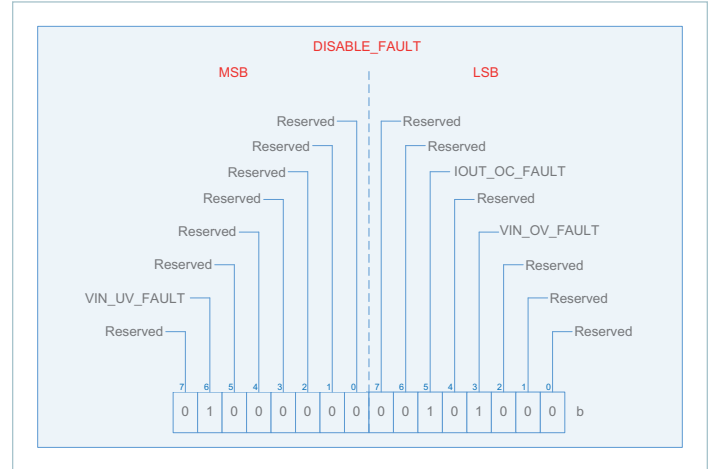 DISABLE_FAULT
MSB LSB
Reserved Reserved
Reserved Reserved
Reserved IOUT_OC_FAULT
Reserved Reserved
Reserved VIN_OV_FAULT
Reserved Reserved
VIN_UV_FAULT Reserved
Reserved Reserved
7 6 5 4 3 2 1 0 7 6 5 4 3 2 1 0
0 1 0 0 0 0 0 0 0 0 1 0 1 0 0 0 b